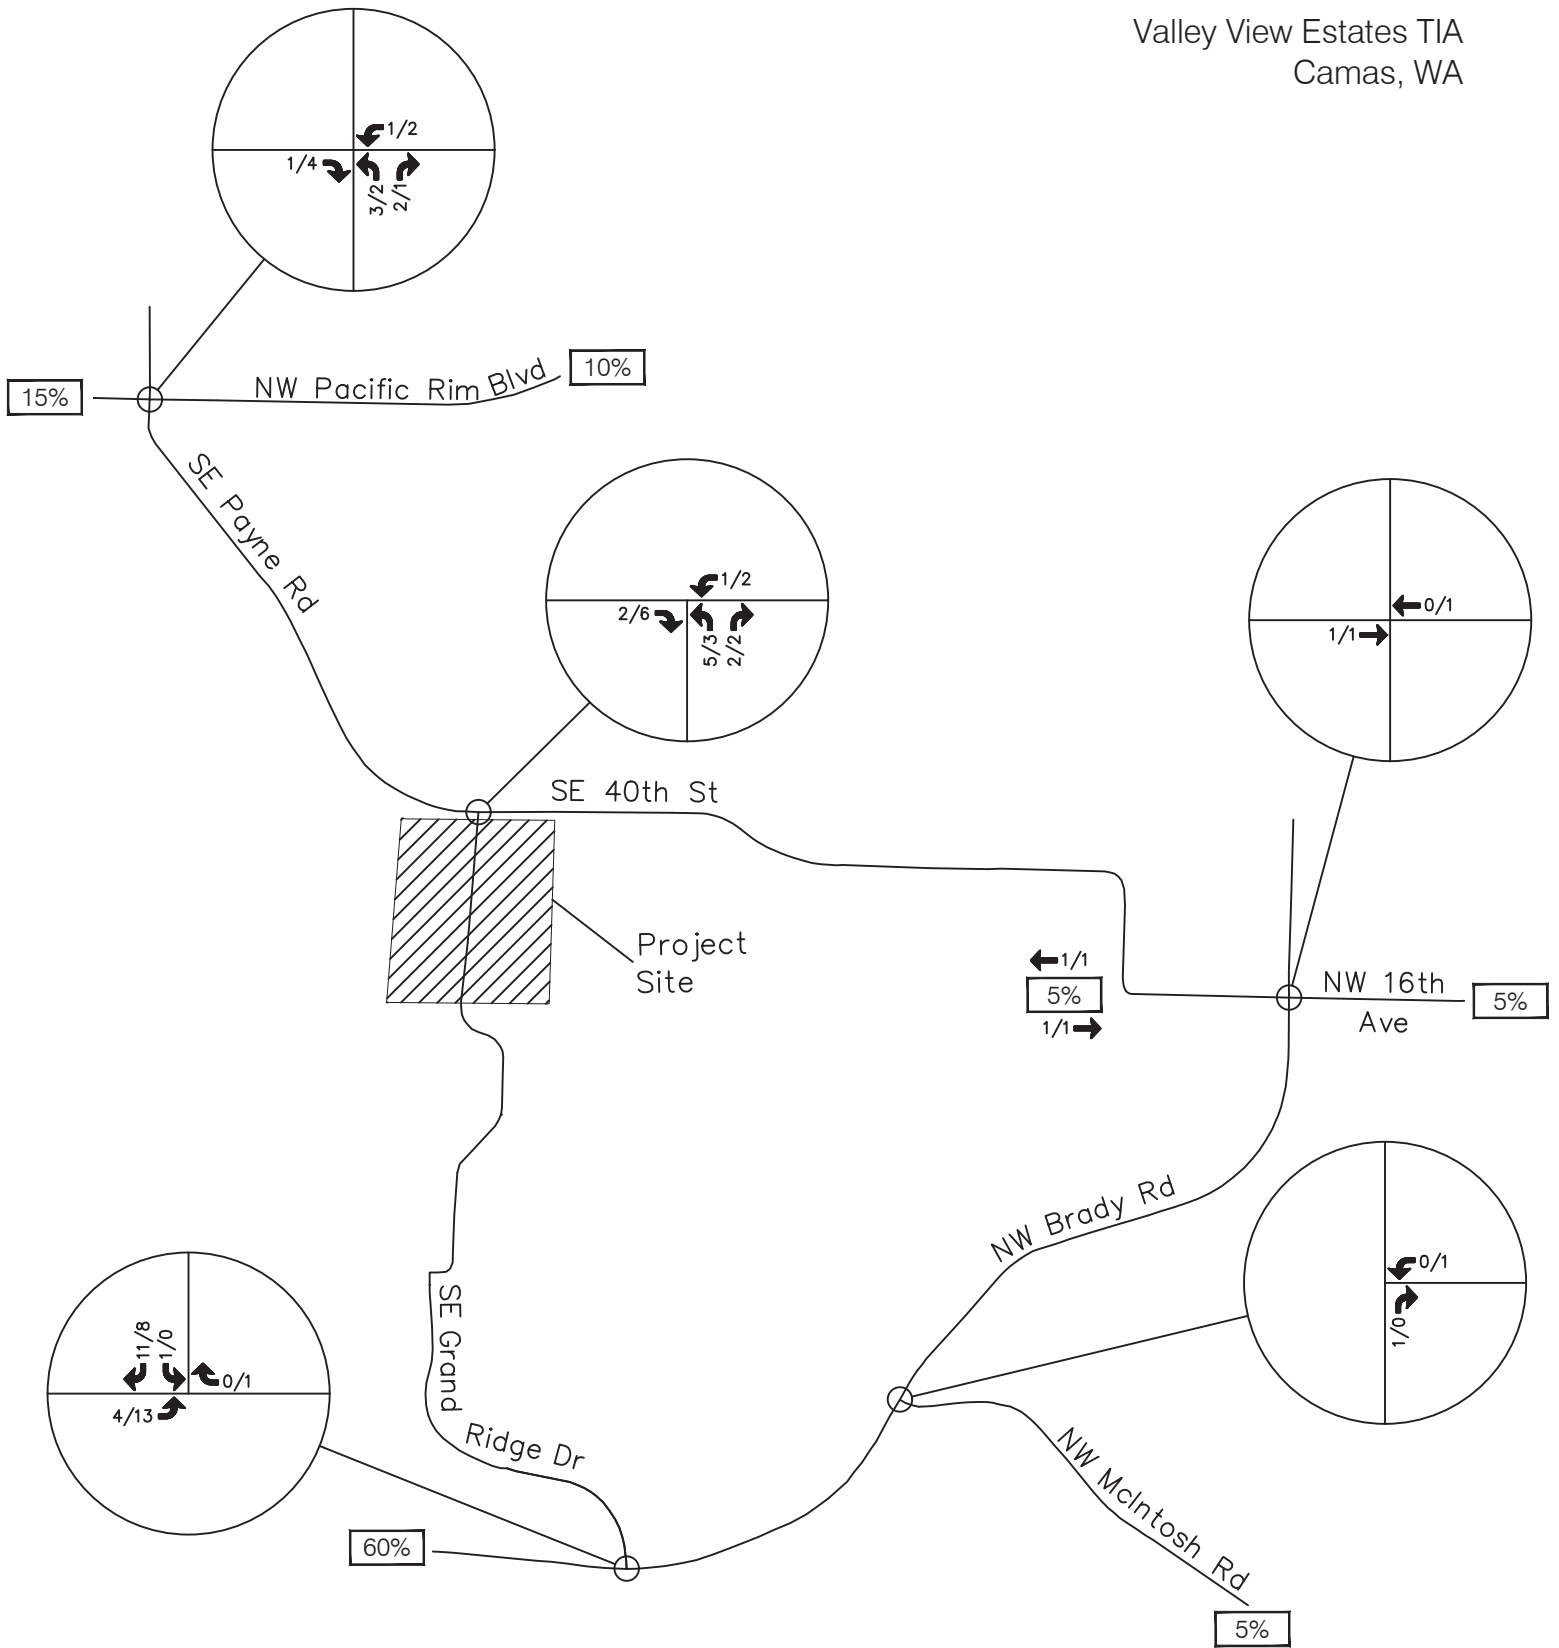 Valley View Estates TIA
Camas, WA
1/2
1/4
3/2
2/1
NW Pacific Rim Blvd
10%
15%
SE Payne Rd
1/2
2/6
5/3
2/2
0/1
1/1
SE 40th St
Project
Site
1/1
5%
1/1
NW 16th
Ave
5%
NW Brady Rd
0/1
1/0
11/8
1/0
0/1
4/13
SE Grand
Ridge Dr
60%
NW McIntosh Rd
5%